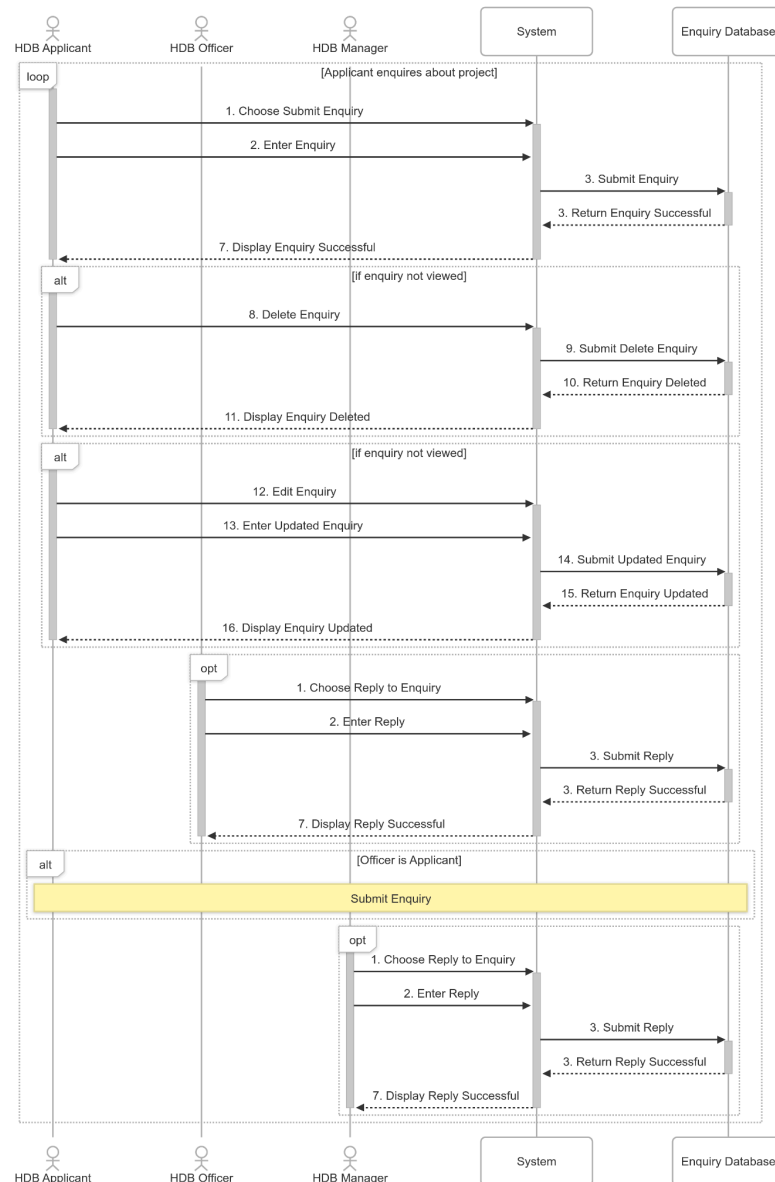 HDB Applicant
HDB Officer
HDB Manager
System
Enquiry Database
loop
[Applicant enquires about project]
1. Choose Submit Enquiry
2. Enter Enquiry
3. Submit Enquiry
3. Return Enquiry Successful
7. Display Enquiry Successful
alt
[if enquiry not viewed]
8. Delete Enquiry
9. Submit Delete Enquiry
10. Return Enquiry Deleted
11. Display Enquiry Deleted
alt
[if enquiry not viewed]
12. Edit Enquiry
13. Enter Updated Enquiry
14. Submit Updated Enquiry
15. Return Enquiry Updated
16. Display Enquiry Updated
opt
1. Choose Reply to Enquiry
2. Enter Reply
3. Submit Reply
3. Return Reply Successful
7. Display Reply Successful
alt
[Officer is Applicant]
Submit Enquiry
opt
1. Choose Reply to Enquiry
2. Enter Reply
3. Submit Reply
3. Return Reply Successful
7. Display Reply Successful
HDB Applicant
HDB Officer
HDB Manager
System
Enquiry Database